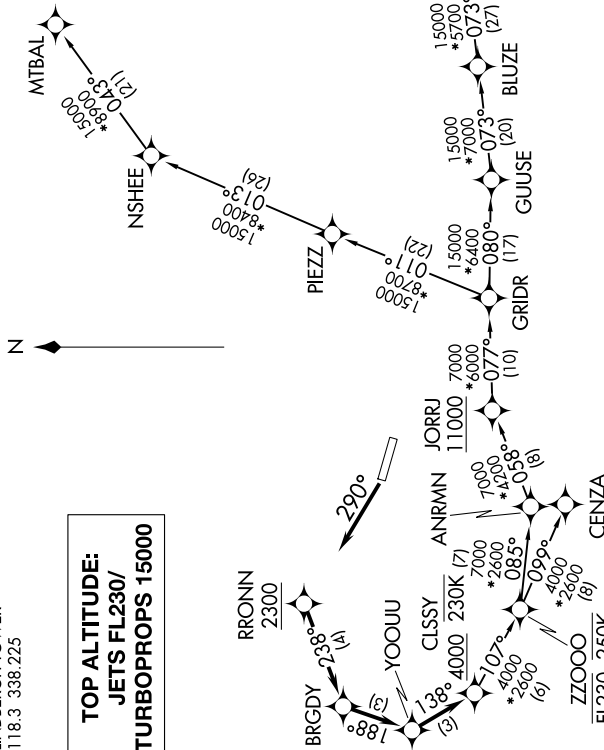 118.3 338.225
TOP ALTITUDE:
JETS FL230/
TURBOPROPS 15000
N
MTBAL
15000
*8900
043°
(21)
NSHEE
15000
*8400
013°
(26)
PIEZZ
15000
*8700
011°
(22)
15000
*5700
073°
(27)
BLUZE
15000
*7000
073°
(20)
GUUSE
15000
*6400
080°
(17)
GRIDR
7000
*6000
077°
(10)
JORRJ
11000
7000
*4200
058°
(8)
ANRMN
CENZA
290°
RRONN
2300
238°
(4)
BRGDY
188°
(3)
YOOUU
138°
(3)
CLSSY
4000 230K
107°
4000
*2600
(6)
(7)
7000
*2600
085°
099°
4000
*2600
(8)
ZZOOO
FL230 250K